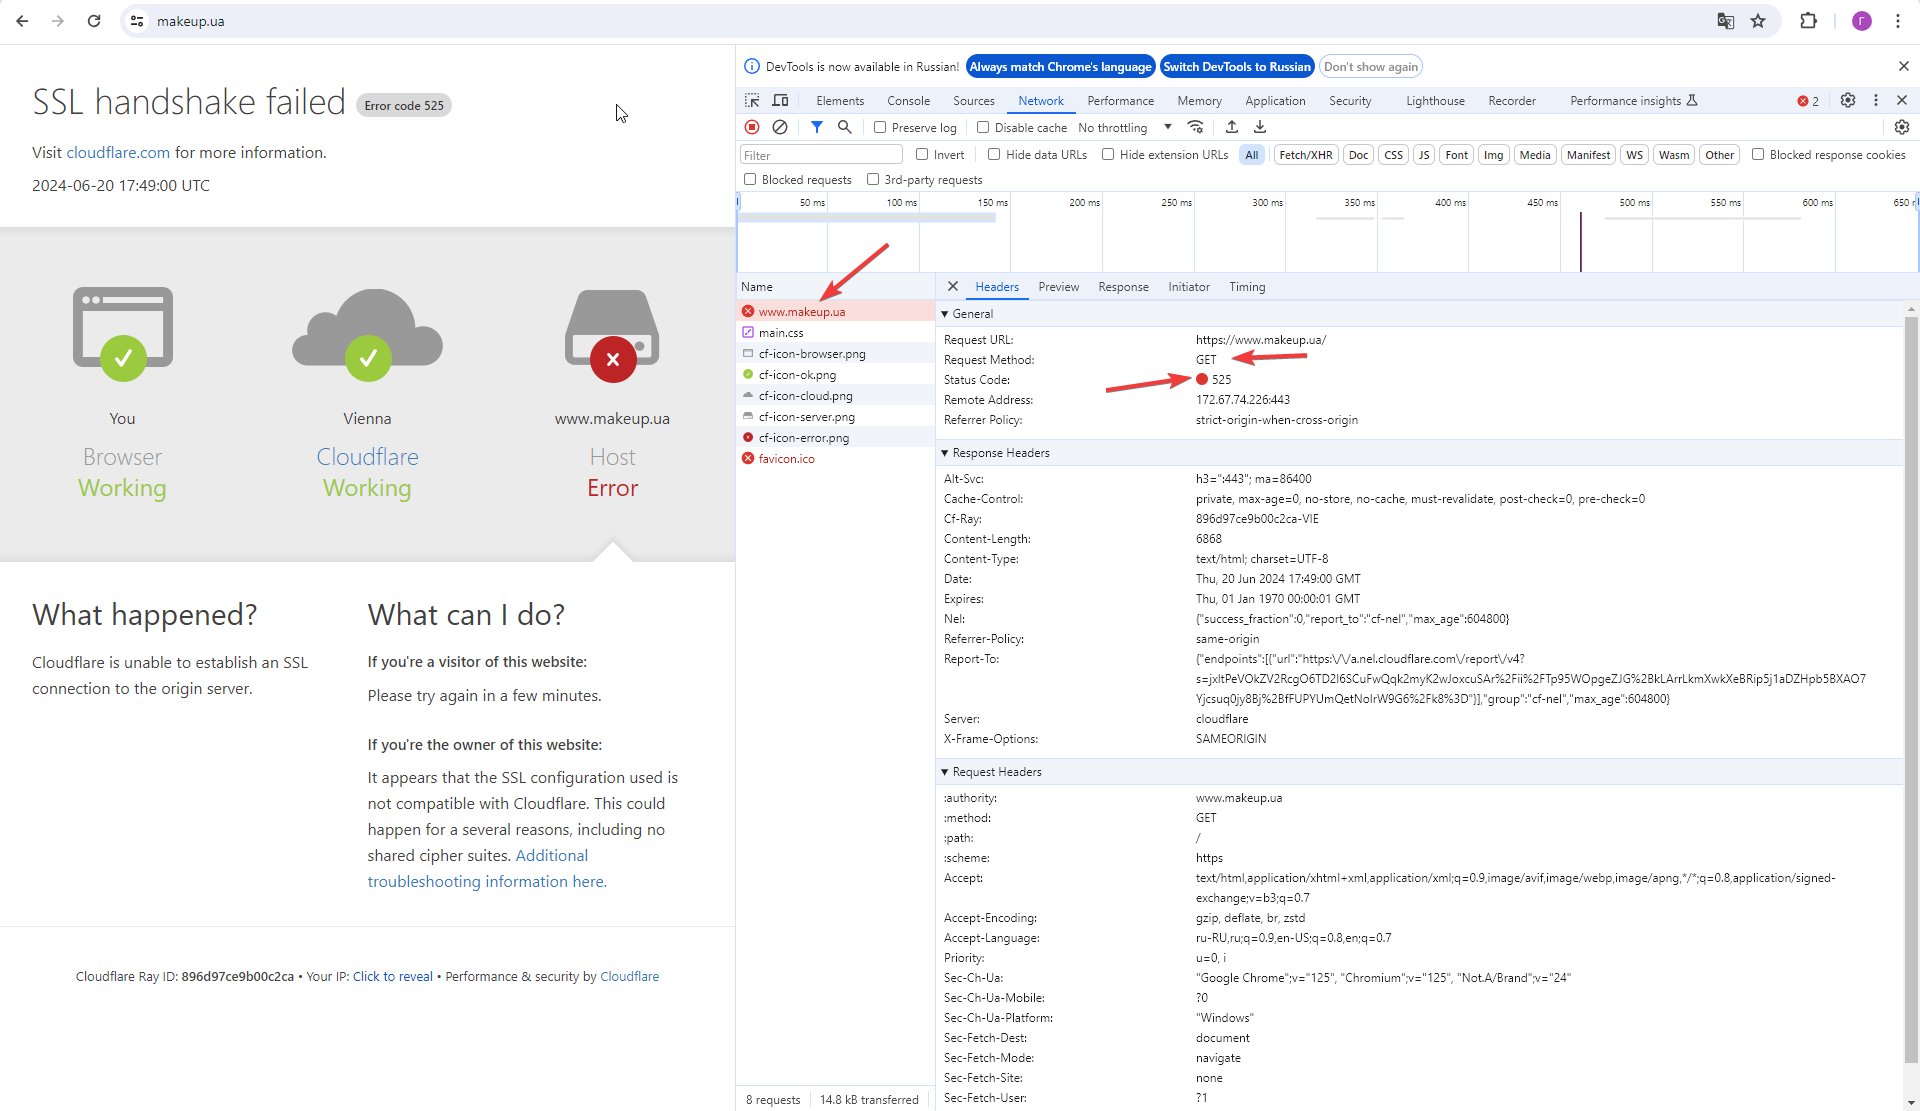 makeup.ua
г
SSL handshake failed Error code 525
Visit cloudflare.com for more information.
2024-06-20 17:49:00 UTC
You
Browser
Working
Vienna
Cloudflare
Working
www.makeup.ua
Host
Error
What happened?
Cloudflare is unable to establish an SSL
connection to the origin server.
What can I do?
If you're a visitor of this website:
Please try again in a few minutes.
If you're the owner of this website:
It appears that the SSL configuration used is
not compatible with Cloudflare. This could
happen for a several reasons, including no
shared cipher suites. Additional
troubleshooting information here.
Cloudflare Ray ID: 896d97ce9b00c2ca • Your IP: Click to reveal • Performance & security by Cloudflare
DevTools is now available in Russian! Always match Chrome's language Switch DevTools to Russian Don't show again
Elements Console Sources Network Performance Memory Application Security Lighthouse Recorder Performance insights 2
Preserve log Disable cache No throttling
Filter Invert Hide data URLs Hide extension URLs All Fetch/XHR Doc CSS JS Font Img Media Manifest WS Wasm Other Blocked response cookies
Blocked requests 3rd-party requests
50 ms 100 ms 150 ms 200 ms 250 ms 300 ms 350 ms 400 ms 450 ms 500 ms 550 ms 600 ms 650
Name
www.makeup.ua
main.css
cf-icon-browser.png
cf-icon-ok.png
cf-icon-cloud.png
cf-icon-server.png
cf-icon-error.png
favicon.ico
8 requests 14.8 kB transferred
Headers Preview Response Initiator Timing
General
Request URL: https://www.makeup.ua/
Request Method: GET
Status Code: 525
Remote Address: 172.67.74.226:443
Referrer Policy: strict-origin-when-cross-origin
Response Headers
Alt-Svc: h3=":443"; ma=86400
Cache-Control: private, max-age=0, no-store, no-cache, must-revalidate, post-check=0, pre-check=0
Cf-Ray: 896d97ce9b00c2ca-VIE
Content-Length: 6868
Content-Type: text/html; charset=UTF-8
Date: Thu, 20 Jun 2024 17:49:00 GMT
Expires: Thu, 01 Jan 1970 00:00:01 GMT
Nel: {"success_fraction":0,"report_to":"cf-nel","max_age":604800}
Referrer-Policy: same-origin
Report-To: {"endpoints":[{"url":"https:\/\/a.nel.cloudflare.com\/report\/v4?
Yjcsuq0jy8Bj%2BfFUPYUmQetNoIrW9G6%2Fk8%3D"}],"group":"cf-nel","max_age":604800}
Server: cloudflare
X-Frame-Options: SAMEORIGIN
Request Headers
:authority: www.makeup.ua
:method: GET
:path: /
:scheme: https
Accept: text/html,application/xhtml+xml,application/xml;q=0.9,image/avif,image/webp,image/apng,*/*;q=0.8,application/signed-
exchange;v=b3;q=0.7
Accept-Encoding: gzip, deflate, br, zstd
Accept-Language: ru-RU,ru;q=0.9,en-US;q=0.8,en;q=0.7
Priority: u=0, i
Sec-Ch-Ua: "Google Chrome";v="125", "Chromium";v="125", "Not.A/Brand";v="24"
Sec-Ch-Ua-Mobile: ?0
Sec-Ch-Ua-Platform: "Windows"
Sec-Fetch-Dest: document
Sec-Fetch-Mode: navigate
Sec-Fetch-Site: none
Sec-Fetch-User: ?1